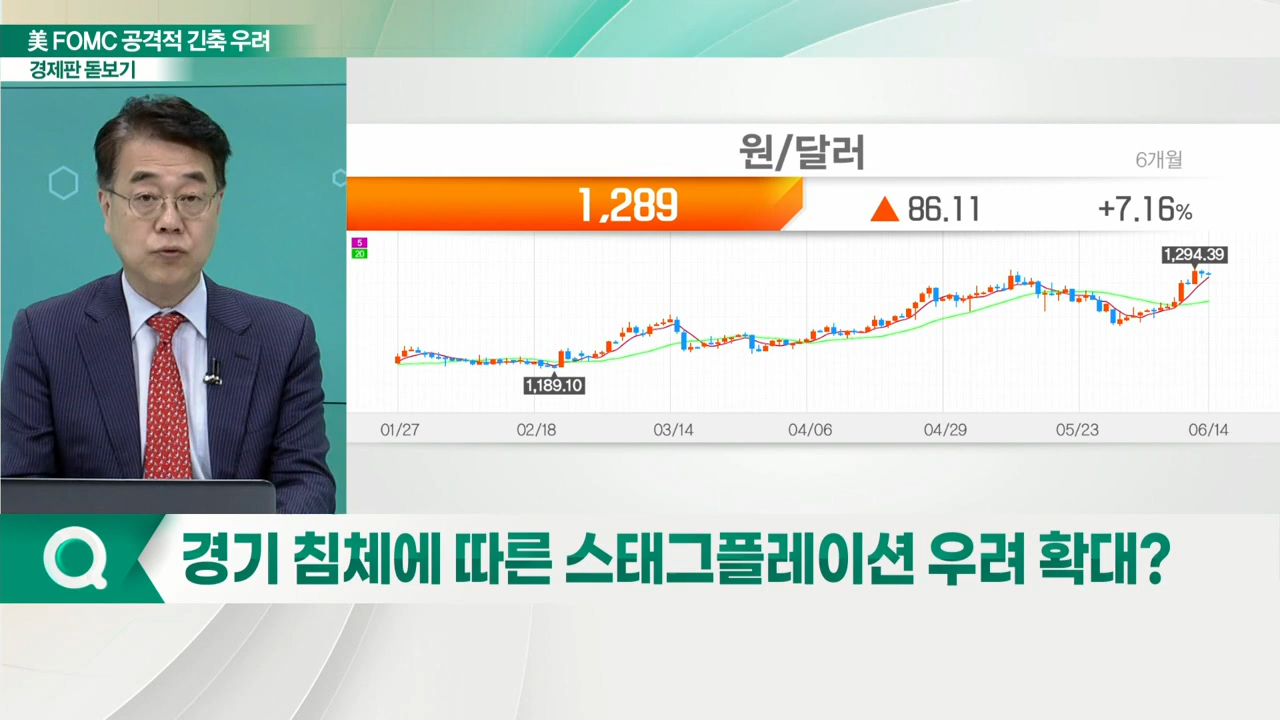 美 FOMC 공격적 긴축 우려
경제판 돋보기
원/달러
6개월
1,289
▲ 86.11
+7.16%
5
20
1,294.39
1,189.10
01/27 02/18 03/14 04/06 04/29 05/23 06/14
Q 경기 침체에 따른 스태그플레이션 우려 확대?